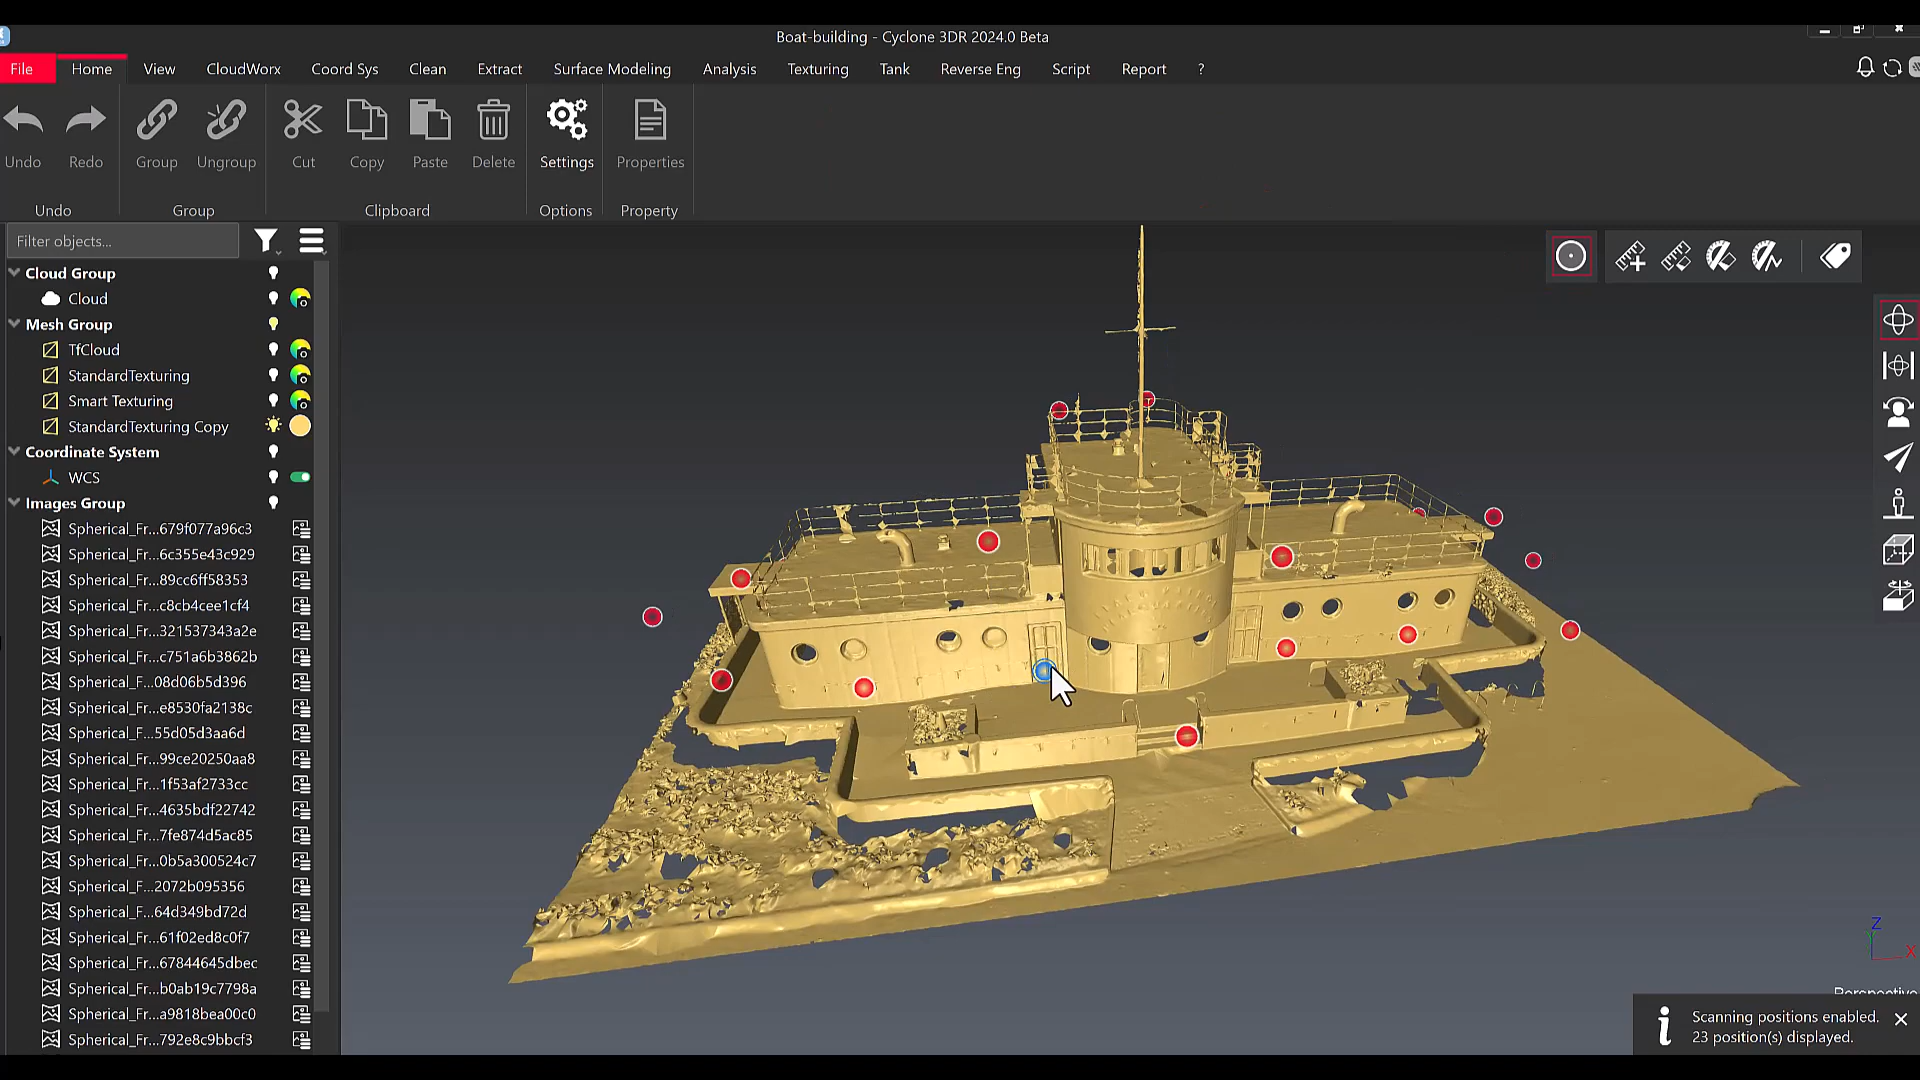 Boat-building - Cyclone 3DR 2024.0 Beta
File Home View CloudWorx Coord Sys Clean Extract Surface Modeling Analysis Texturing Tank Reverse Eng Script Report ?
Undo Redo Group Ungroup Cut Copy Paste Delete Settings Properties
Undo Group Clipboard Options Property
Filter objects...
Cloud Group
Cloud
Mesh Group
TfCloud
StandardTexturing
Smart Texturing
StandardTexturing Copy
Coordinate System
WCS
Images Group
Spherical_Fr...679f077a96c3
Spherical_Fr...6c355e43c929
Spherical_Fr...89cc6ff58353
Spherical_Fr...c8cb4cee1cf4
Spherical_Fr...321537343a2e
Spherical_Fr...c751a6b3862b
Spherical_Fr...08d06b5d396
Spherical_Fr...e8530fa2138c
Spherical_Fr...55d05d3aa6d
Spherical_Fr...99ce20250aa8
Spherical_Fr...1f53af2733cc
Spherical_Fr...4635bdf22742
Spherical_Fr...7fe874d5ac85
Spherical_Fr...0b5a300524c7
Spherical_F...2072b095356
Spherical_F...64d349bd72d
Spherical_Fr...61f02ed8c0f7
Spherical_Fr...67844645dbec
Spherical_Fr...b0ab19c7798a
Spherical_Fr...a9818bea00c0
Spherical_Fr...792e8c9bbcf3
Z
X
Perspective
Scanning positions enabled.
23 position(s) displayed.